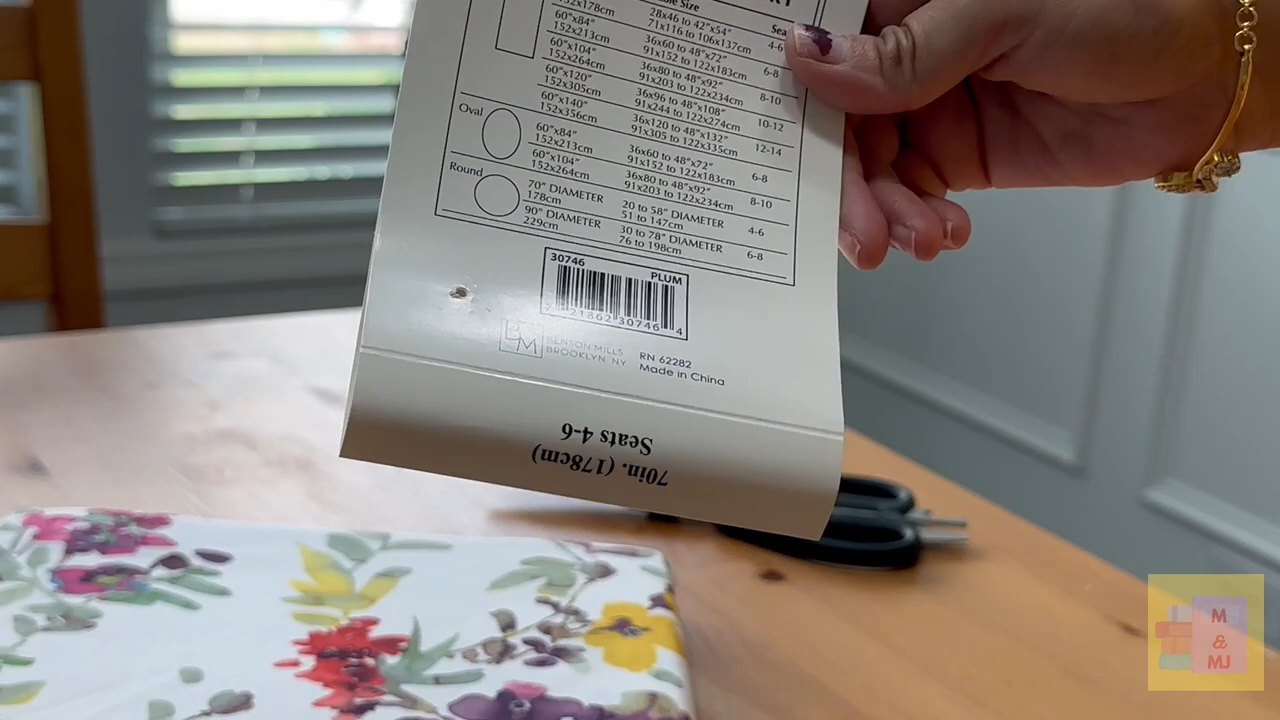 Size
152x178cm
28x46 to 42"x54"
71x116 to 106x137cm
4-6
60"x84"
152x213cm
36x60 to 48"x72"
91x152 to 122x183cm
6-8
60"x104"
152x264cm
36x80 to 48"x92"
91x203 to 122x234cm
8-10
60"x120"
152x305cm
36x96 to 48"x108"
91x244 to 122x274cm
10-12
60"x140"
152x356cm
36x120 to 48"x132"
91x305 to 122x335cm
12-14
Oval
60"x84"
152x213cm
36x60 to 48"x72"
91x152 to 122x183cm
6-8
60"x104"
152x264cm
36x80 to 48"x92"
91x203 to 122x234cm
8-10
Round
70" DIAMETER
178cm
20 to 58" DIAMETER
51 to 147cm
4-6
90" DIAMETER
229cm
30 to 78" DIAMETER
76 to 198cm
6-8
30746 PLUM
21862 30746 4
BM
BENSON MILLS
BROOKLYN, NY
RN 62282
Made in China
70in. (178cm)
Seats 4-6
M
&
MJ